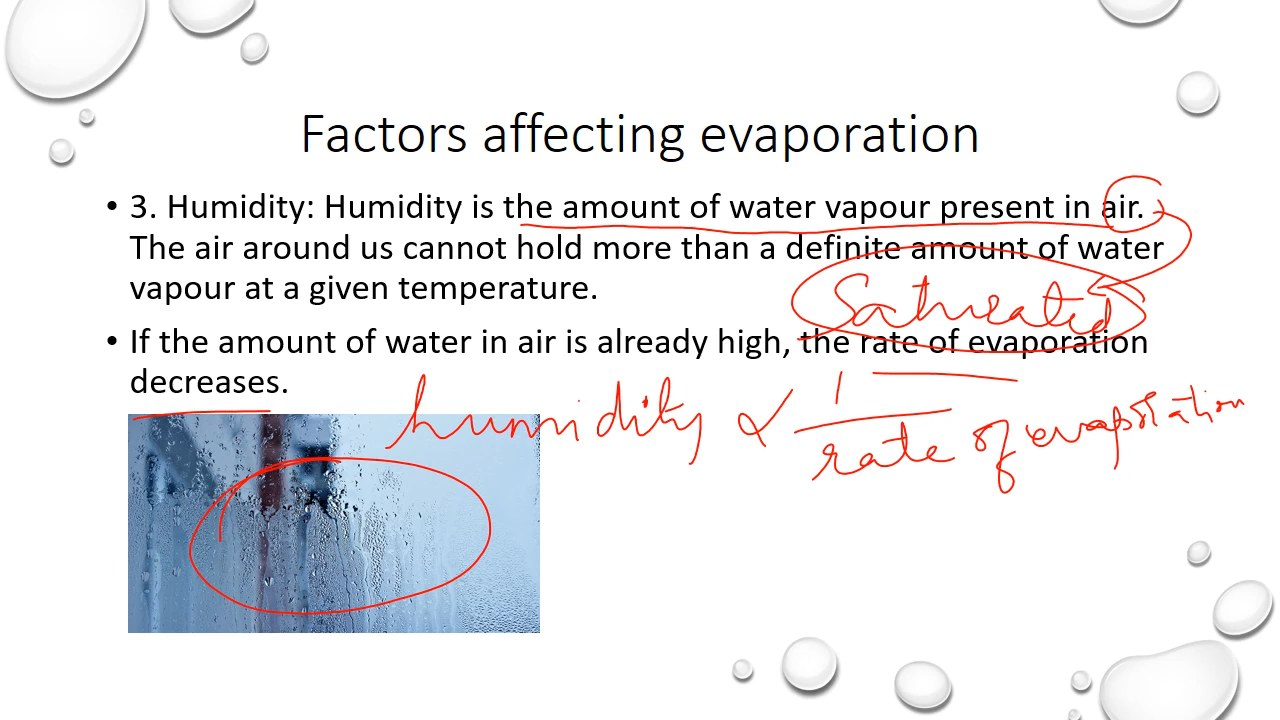 Factors affecting evaporation
• 3. Humidity: Humidity is the amount of water vapour present in air.
The air around us cannot hold more than a definite amount of water
vapour at a given temperature.
Saturated
• If the amount of water in air is already high, the rate of evaporation
decreases.
humidity ∝ 1
rate of evaporation